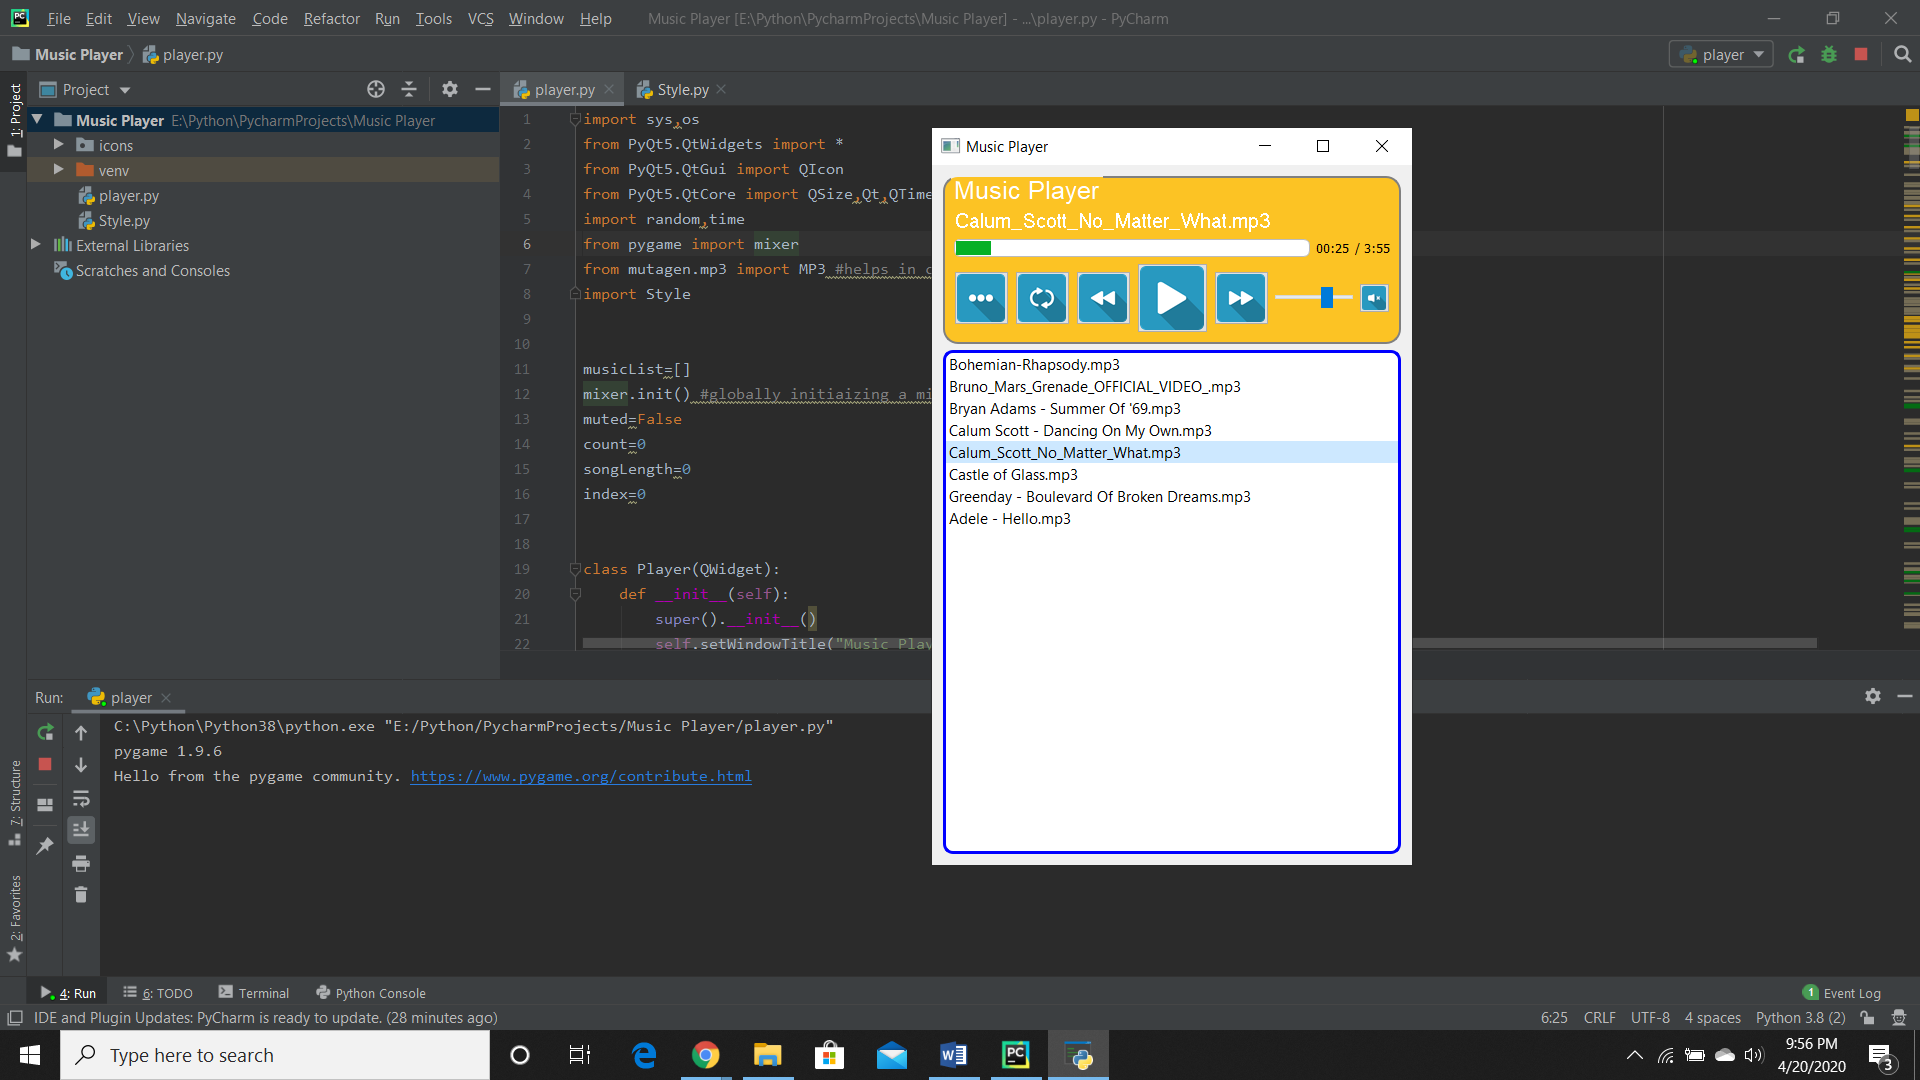 File Edit View Navigate Code Refactor Run Tools VCS Window Help Music Player [E:\Python\PycharmProjects\Music Player] - ...\player.py - PyCharm
Music Player player.py player
1: Project
Project
player.py Style.py
Music Player E:\Python\PycharmProjects\Music Player
icons
venv
player.py
Style.py
External Libraries
Scratches and Consoles
1 import sys,os
2 from PyQt5.QtWidgets import *
3 from PyQt5.QtGui import QIcon
4 from PyQt5.QtCore import QSize,Qt,QTime
5 import random,time
6 from pygame import mixer
7 from mutagen.mp3 import MP3 #helps in
8 import Style
9
10
11 musicList=[]
12 mixer.init() #globally initiaizing a
13 muted=False
14 count=0
15 songLength=0
16 index=0
17
18
19 class Player(QWidget):
20 def __init__(self):
21 super().__init__()
22 self.setWindowTitle("Music Play
Music Player
Music Player
Calum_Scott_No_Matter_What.mp3
00:25 / 3:55
Bohemian-Rhapsody.mp3
Bruno_Mars_Grenade_OFFICIAL_VIDEO_.mp3
Bryan Adams - Summer Of '69.mp3
Calum Scott - Dancing On My Own.mp3
Calum_Scott_No_Matter_What.mp3
Castle of Glass.mp3
Greenday - Boulevard Of Broken Dreams.mp3
Adele - Hello.mp3
Run: player
C:\Python\Python38\python.exe "E:/Python/PycharmProjects/Music Player/player.py"
pygame 1.9.6
Hello from the pygame community. https://www.pygame.org/contribute.html
7: Structure
2: Favorites
4: Run 6: TODO Terminal Python Console 1 Event Log
IDE and Plugin Updates: PyCharm is ready to update. (28 minutes ago) 6:25 CRLF UTF-8 4 spaces Python 3.8 (2)
Type here to search
PC
9:56 PM
4/20/2020
3